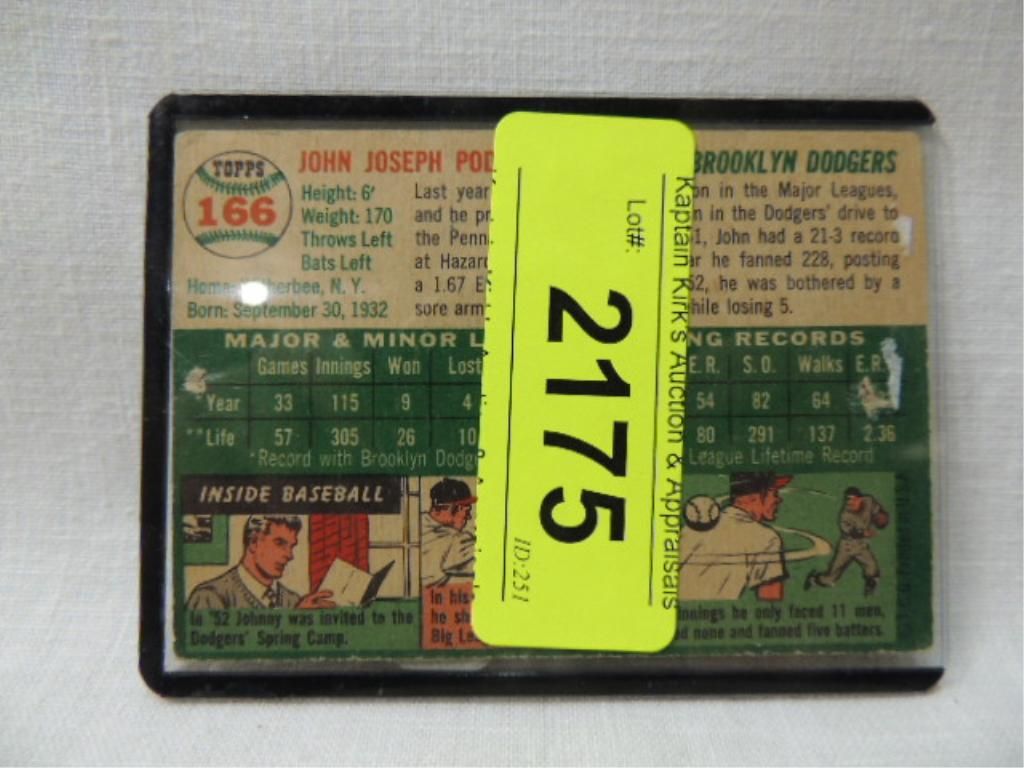 TOPPS
166
JOHN JOSEPH POD
BROOKLYN DODGERS
Height: 6'
Weight: 170
Throws Left
Bats Left
Home: herbee, N. Y.
Born: September 30, 1932
Last year on in the Major Leagues,
and he pr n in the Dodgers' drive to
the Penn. 1, John had a 21-3 record
at Hazard ar he fanned 228, posting
a 1.67 E 52, he was bothered by a
sore arm while losing 5.
MAJOR & MINOR L NG RECORDS
Games Innings Won Lost E.R. S.O. Walks E.R.
*Year 33 115 9 4 54 82 64
**Life 57 305 26 10 80 291 137 2.36
*Record with Brooklyn Dodg League Lifetime Record
INSIDE BASEBALL
In '52 Johnny was invited to the
Dodgers' Spring Camp.
In his
he sh
Big Le
nnings he only faced 11 men,
d none and fanned five batters.
Kaptain Kirk's Auction & Appraisals
Lot#:
2175
ID:251